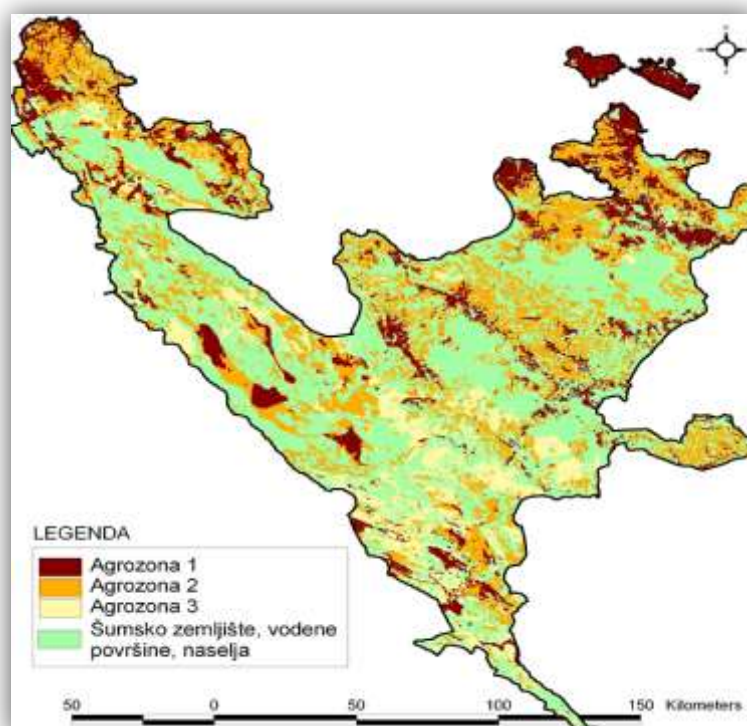 LEGENDA
Agrozona 1
Agrozona 2
Agrozona 3
Šumsko zemljište, vodene
površine, naselja
50 0 50 100 150 Kilometers